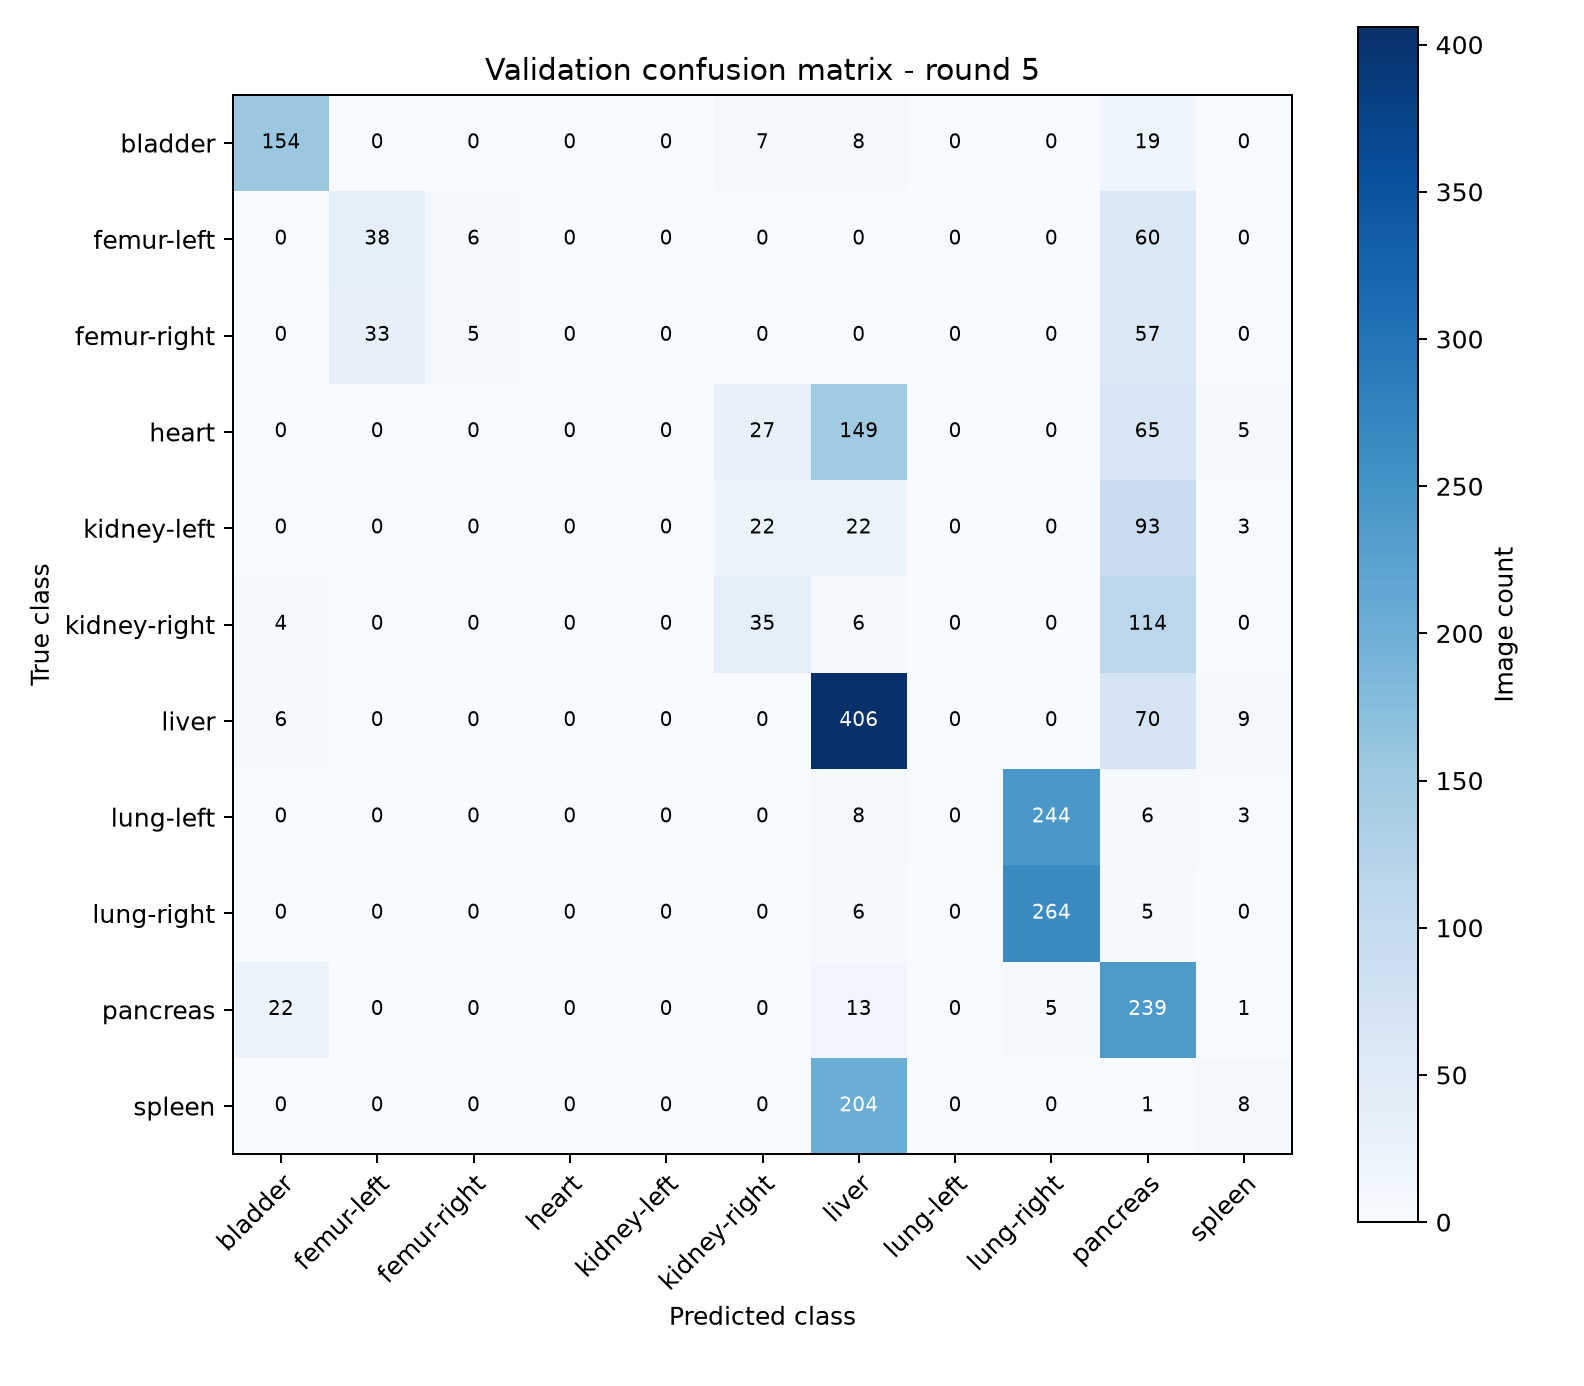 Validation confusion matrix - round 5
bladder 154 0 0 0 0 7 8 0 0 19 0
femur-left 0 38 6 0 0 0 0 0 0 60 0
femur-right 0 33 5 0 0 0 0 0 0 57 0
heart 0 0 0 0 0 27 149 0 0 65 5
kidney-left 0 0 0 0 0 22 22 0 0 93 3
kidney-right 4 0 0 0 0 35 6 0 0 114 0
liver 6 0 0 0 0 0 406 0 0 70 9
lung-left 0 0 0 0 0 0 8 0 244 6 3
lung-right 0 0 0 0 0 0 6 0 264 5 0
pancreas 22 0 0 0 0 0 13 0 5 239 1
spleen 0 0 0 0 0 0 204 0 0 1 8
bladder femur-left femur-right heart kidney-left kidney-right liver lung-left lung-right pancreas spleen
Predicted class
True class
400
350
300
250
200
150
100
50
0
Image count